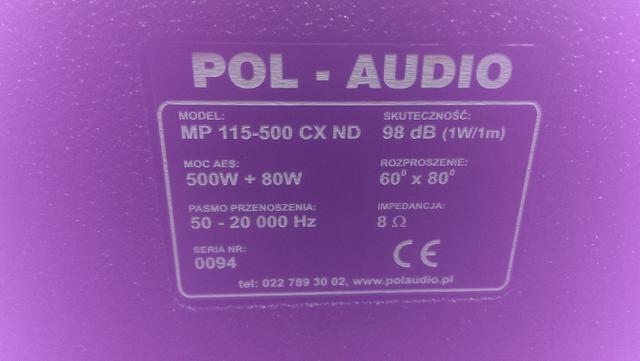 POL - AUDIO
MODEL:
MP 115-500 CX ND
SKUTECZNOŚĆ:
98 dB (1W/1m)
MOC AES:
500W + 80W
ROZPROSZENIE:
60⁰ x 80⁰
PASMO PRZENOSZENIA:
50 - 20 000 Hz
IMPEDANCJA:
8 Ω
SERIA NR:
0094
CE
tel: 022 789 30 02, www.polaudio.pl